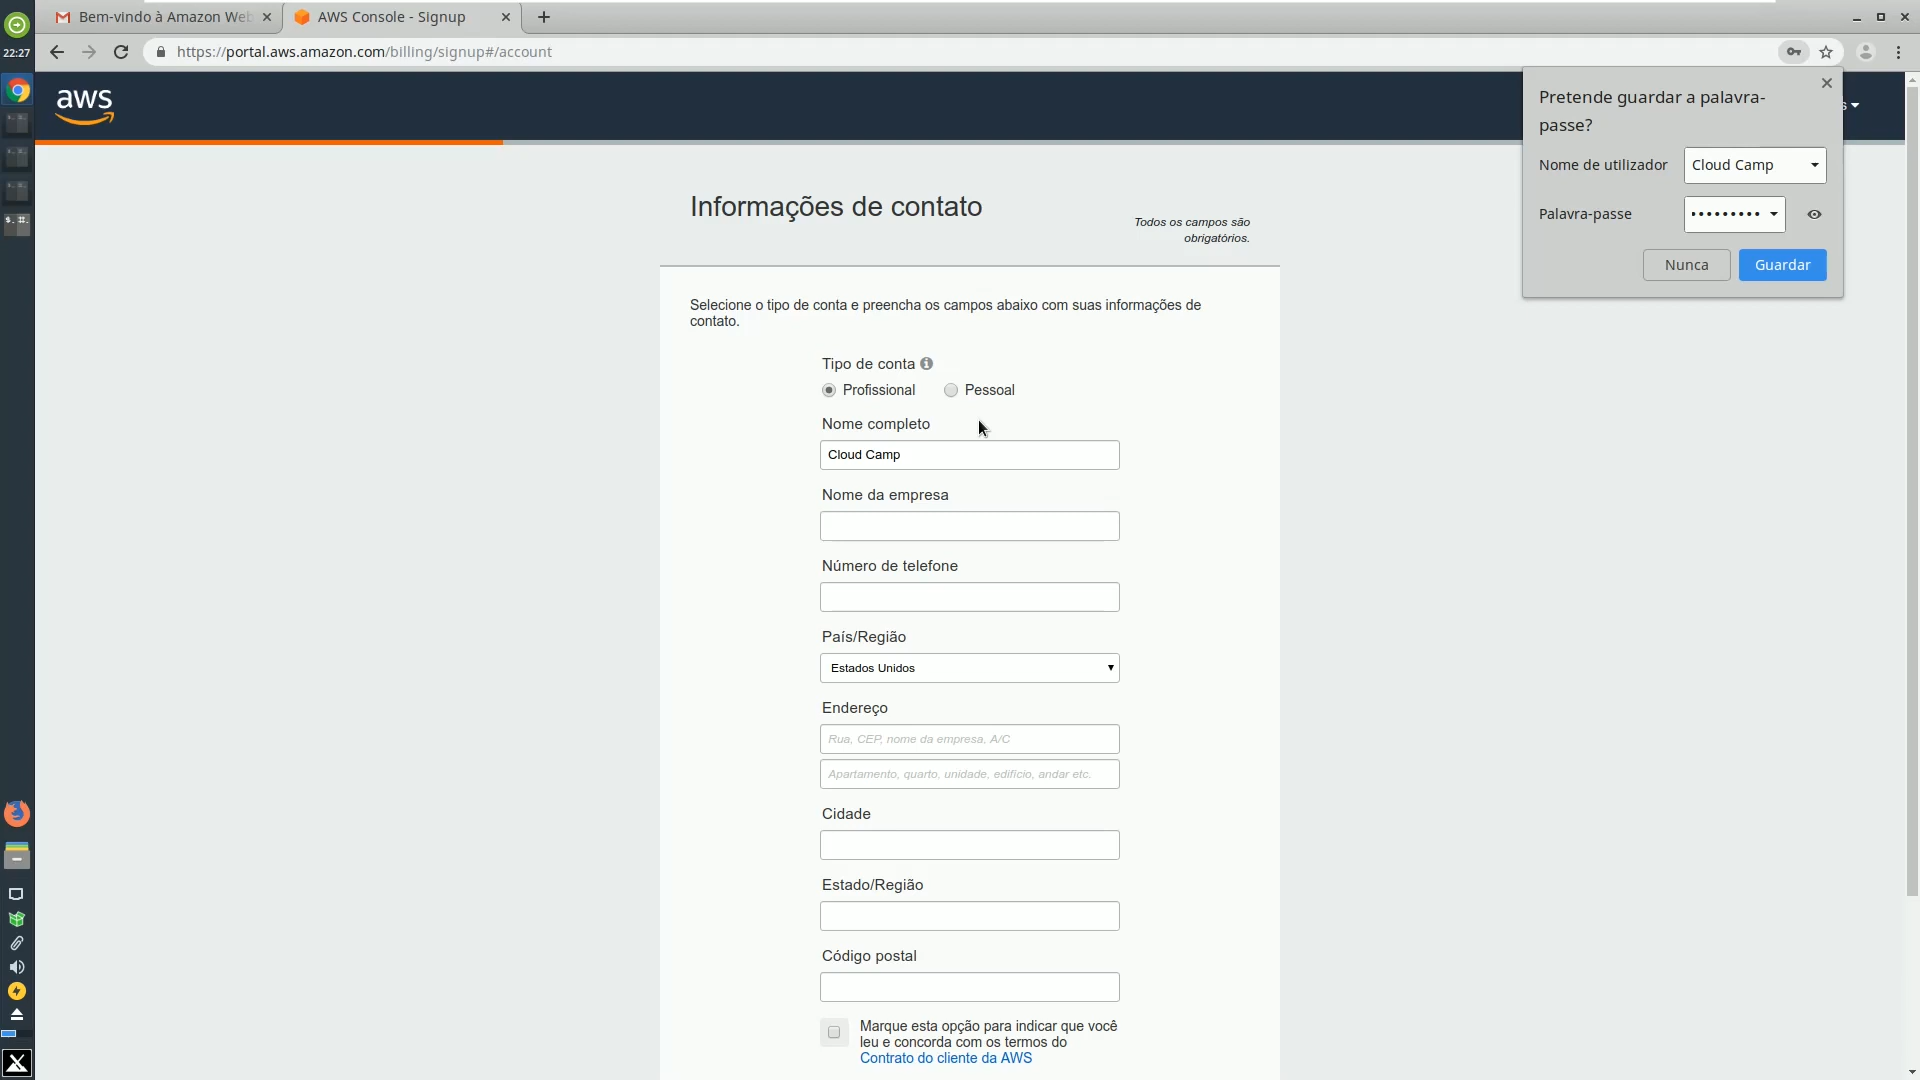 Bem-vindo à Amazon Web
AWS Console - Signup
22:27
https://portal.aws.amazon.com/billing/signup#/account
aws
Pretende guardar a palavra-
passe?
Nome de utilizador
Cloud Camp
Palavra-passe
•••••••••
Nunca
Guardar
Informações de contato
Todos os campos são
obrigatórios.
Selecione o tipo de conta e preencha os campos abaixo com suas informações de
contato.
Tipo de conta
Profissional
Pessoal
Nome completo
Cloud Camp
Nome da empresa
Número de telefone
País/Região
Estados Unidos
Endereço
Rua, CEP, nome da empresa, A/C
Apartamento, quarto, unidade, edifício, andar etc.
Cidade
Estado/Região
Código postal
Marque esta opção para indicar que você
leu e concorda com os termos do
Contrato do cliente da AWS